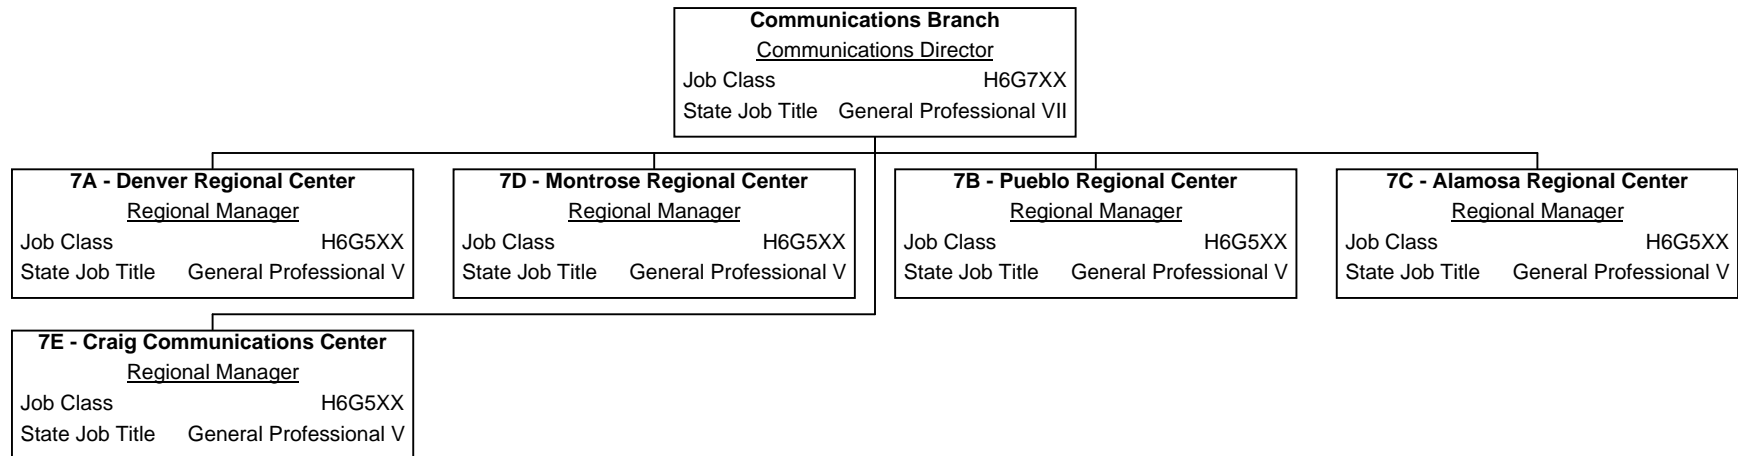 Communications Branch
Communications Director
Job Class H6G7XX
State Job Title General Professional VII
7A - Denver Regional Center
Regional Manager
Job Class H6G5XX
State Job Title General Professional V
7D - Montrose Regional Center
Regional Manager
Job Class H6G5XX
State Job Title General Professional V
7B - Pueblo Regional Center
Regional Manager
Job Class H6G5XX
State Job Title General Professional V
7C - Alamosa Regional Center
Regional Manager
Job Class H6G5XX
State Job Title General Professional V
7E - Craig Communications Center
Regional Manager
Job Class H6G5XX
State Job Title General Professional V